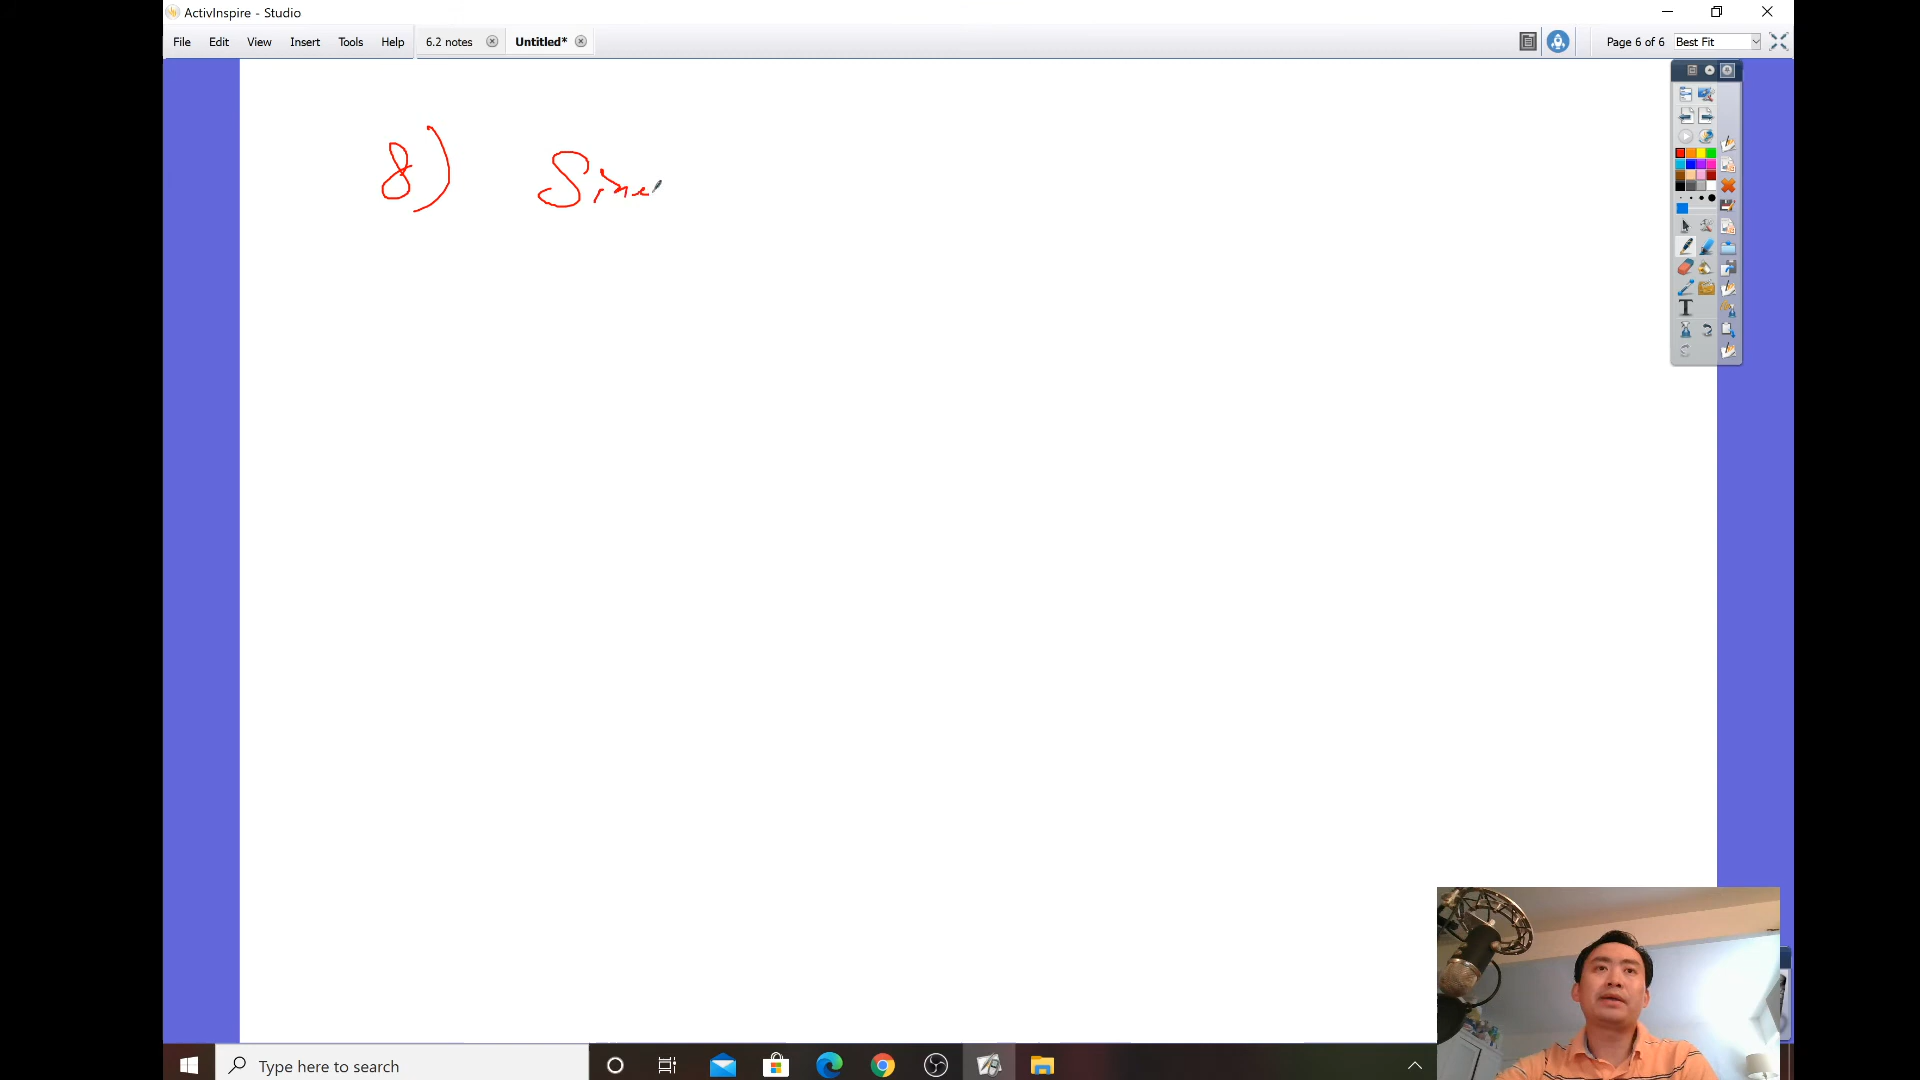 ActivInspire - Studio
File Edit View Insert Tools Help 6.2 notes Untitled* Page 6 of 6 Best Fit
8) Sine
T
Type here to search